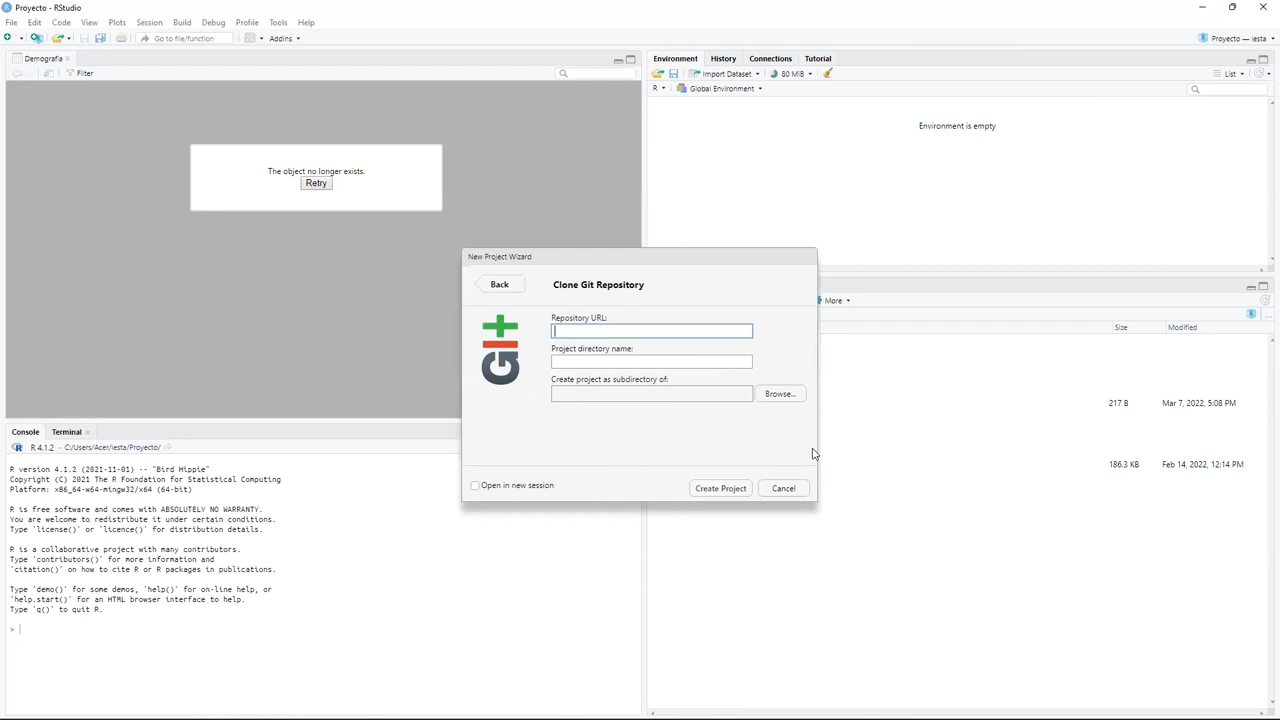 Proyecto - RStudio
File Edit Code View Plots Session Build Debug Profile Tools Help
Go to file/function Addins Proyecto — Iesta
Demografia
Filter
The object no longer exists.
Retry
Environment History Connections Tutorial
Import Dataset 80 MiB List
R Global Environment
Environment is empty
More
Size Modified
217 B Mar 7, 2022, 5:08 PM
186.3 KB Feb 14, 2022, 12:14 PM
New Project Wizard
Back Clone Git Repository
Git
Repository URL:
Project directory name:
Create project as subdirectory of:
Browse...
Open in new session Create Project Cancel
Console Terminal
R 4.1.2 · C:/Users/Acer/Iesta/Proyecto/
R version 4.1.2 (2021-11-01) -- "Bird Hippie"
Copyright (C) 2021 The R Foundation for Statistical Computing
Platform: x86_64-w64-mingw32/x64 (64-bit)
R is free software and comes with ABSOLUTELY NO WARRANTY.
You are welcome to redistribute it under certain conditions.
Type 'license()' or 'licence()' for distribution details.
R is a collaborative project with many contributors.
Type 'contributors()' for more information and
'citation()' on how to cite R or R packages in publications.
Type 'demo()' for some demos, 'help()' for on-line help, or
'help.start()' for an HTML browser interface to help.
Type 'q()' to quit R.
>